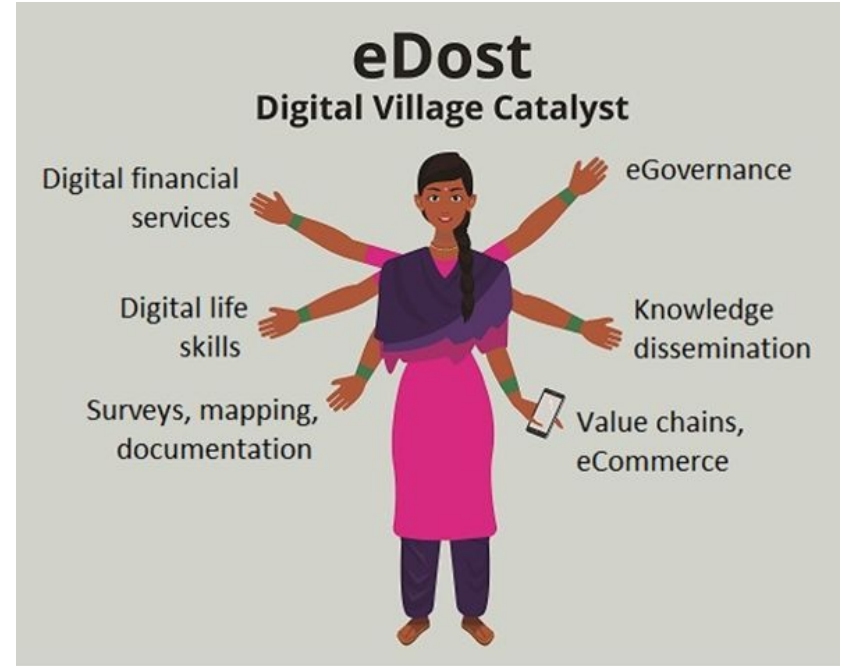 eDost
Digital Village Catalyst
Digital financial
services
eGovernance
Digital life
skills
Knowledge
dissemination
Surveys, mapping,
documentation
Value chains,
eCommerce